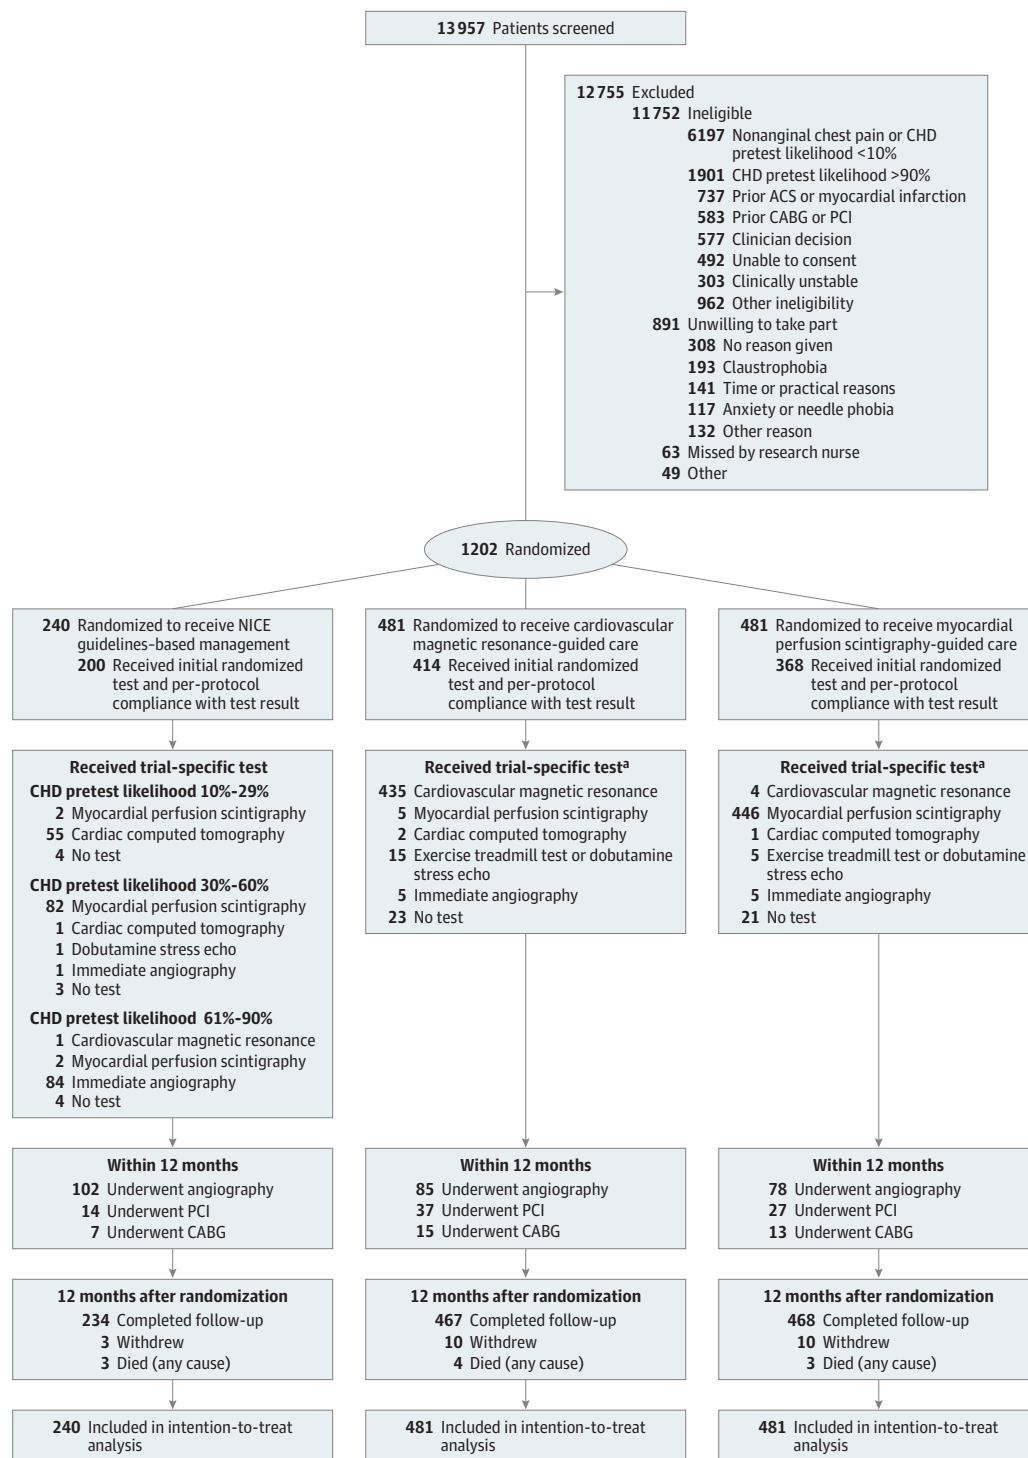 13957 Patients screened
12755 Excluded
11752 Ineligible
6197 Nonanginal chest pain or CHD
pretest likelihood <10%
1901 CHD pretest likelihood >90%
737 Prior ACS or myocardial infarction
583 Prior CABG or PCI
577 Clinician decision
492 Unable to consent
303 Clinically unstable
962 Other ineligibility
891 Unwilling to take part
308 No reason given
193 Claustrophobia
141 Time or practical reasons
117 Anxiety or needle phobia
132 Other reason
63 Missed by research nurse
49 Other
1202 Randomized
240 Randomized to receive NICE
guidelines-based management
200 Received initial randomized
test and per-protocol
compliance with test result
481 Randomized to receive cardiovascular
magnetic resonance-guided care
414 Received initial randomized
test and per-protocol
compliance with test result
481 Randomized to receive myocardial
perfusion scintigraphy-guided care
368 Received initial randomized
test and per-protocol
compliance with test result
Received trial-specific test
CHD pretest likelihood 10%-29%
2 Myocardial perfusion scintigraphy
55 Cardiac computed tomography
4 No test
CHD pretest likelihood 30%-60%
82 Myocardial perfusion scintigraphy
1 Cardiac computed tomography
1 Dobutamine stress echo
1 Immediate angiography
3 No test
CHD pretest likelihood 61%-90%
1 Cardiovascular magnetic resonance
2 Myocardial perfusion scintigraphy
84 Immediate angiography
4 No test
Received trial-specific testa
435 Cardiovascular magnetic resonance
5 Myocardial perfusion scintigraphy
2 Cardiac computed tomography
15 Exercise treadmill test or dobutamine
stress echo
5 Immediate angiography
23 No test
Received trial-specific testa
4 Cardiovascular magnetic resonance
446 Myocardial perfusion scintigraphy
1 Cardiac computed tomography
5 Exercise treadmill test or dobutamine
stress echo
5 Immediate angiography
21 No test
Within 12 months
102 Underwent angiography
14 Underwent PCI
7 Underwent CABG
Within 12 months
85 Underwent angiography
37 Underwent PCI
15 Underwent CABG
Within 12 months
78 Underwent angiography
27 Underwent PCI
13 Underwent CABG
12 months after randomization
234 Completed follow-up
3 Withdrew
3 Died (any cause)
12 months after randomization
467 Completed follow-up
10 Withdrew
4 Died (any cause)
12 months after randomization
468 Completed follow-up
10 Withdrew
3 Died (any cause)
240 Included in intention-to-treat
analysis
481 Included in intention-to-treat
analysis
481 Included in intention-to-treat
analysis